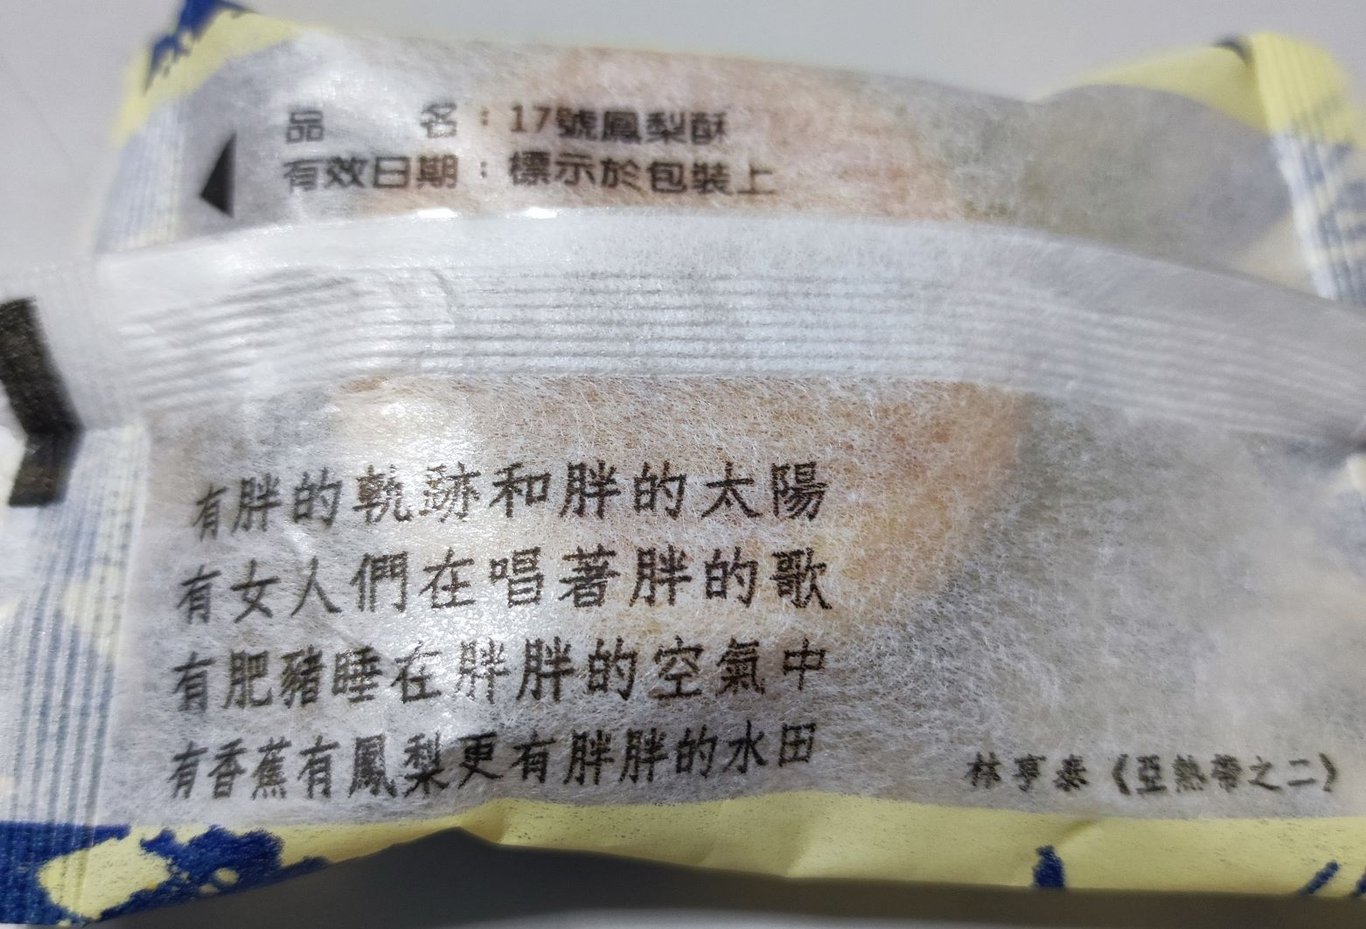 品　　名：17號鳳梨酥
有效日期：標示於包裝上
有胖的軌跡和胖的太陽
有女人們在唱著胖的歌
有肥豬睡在胖胖的空氣中
有香蕉有鳳梨更有胖胖的水田
林亨泰《亞熱帶之二》